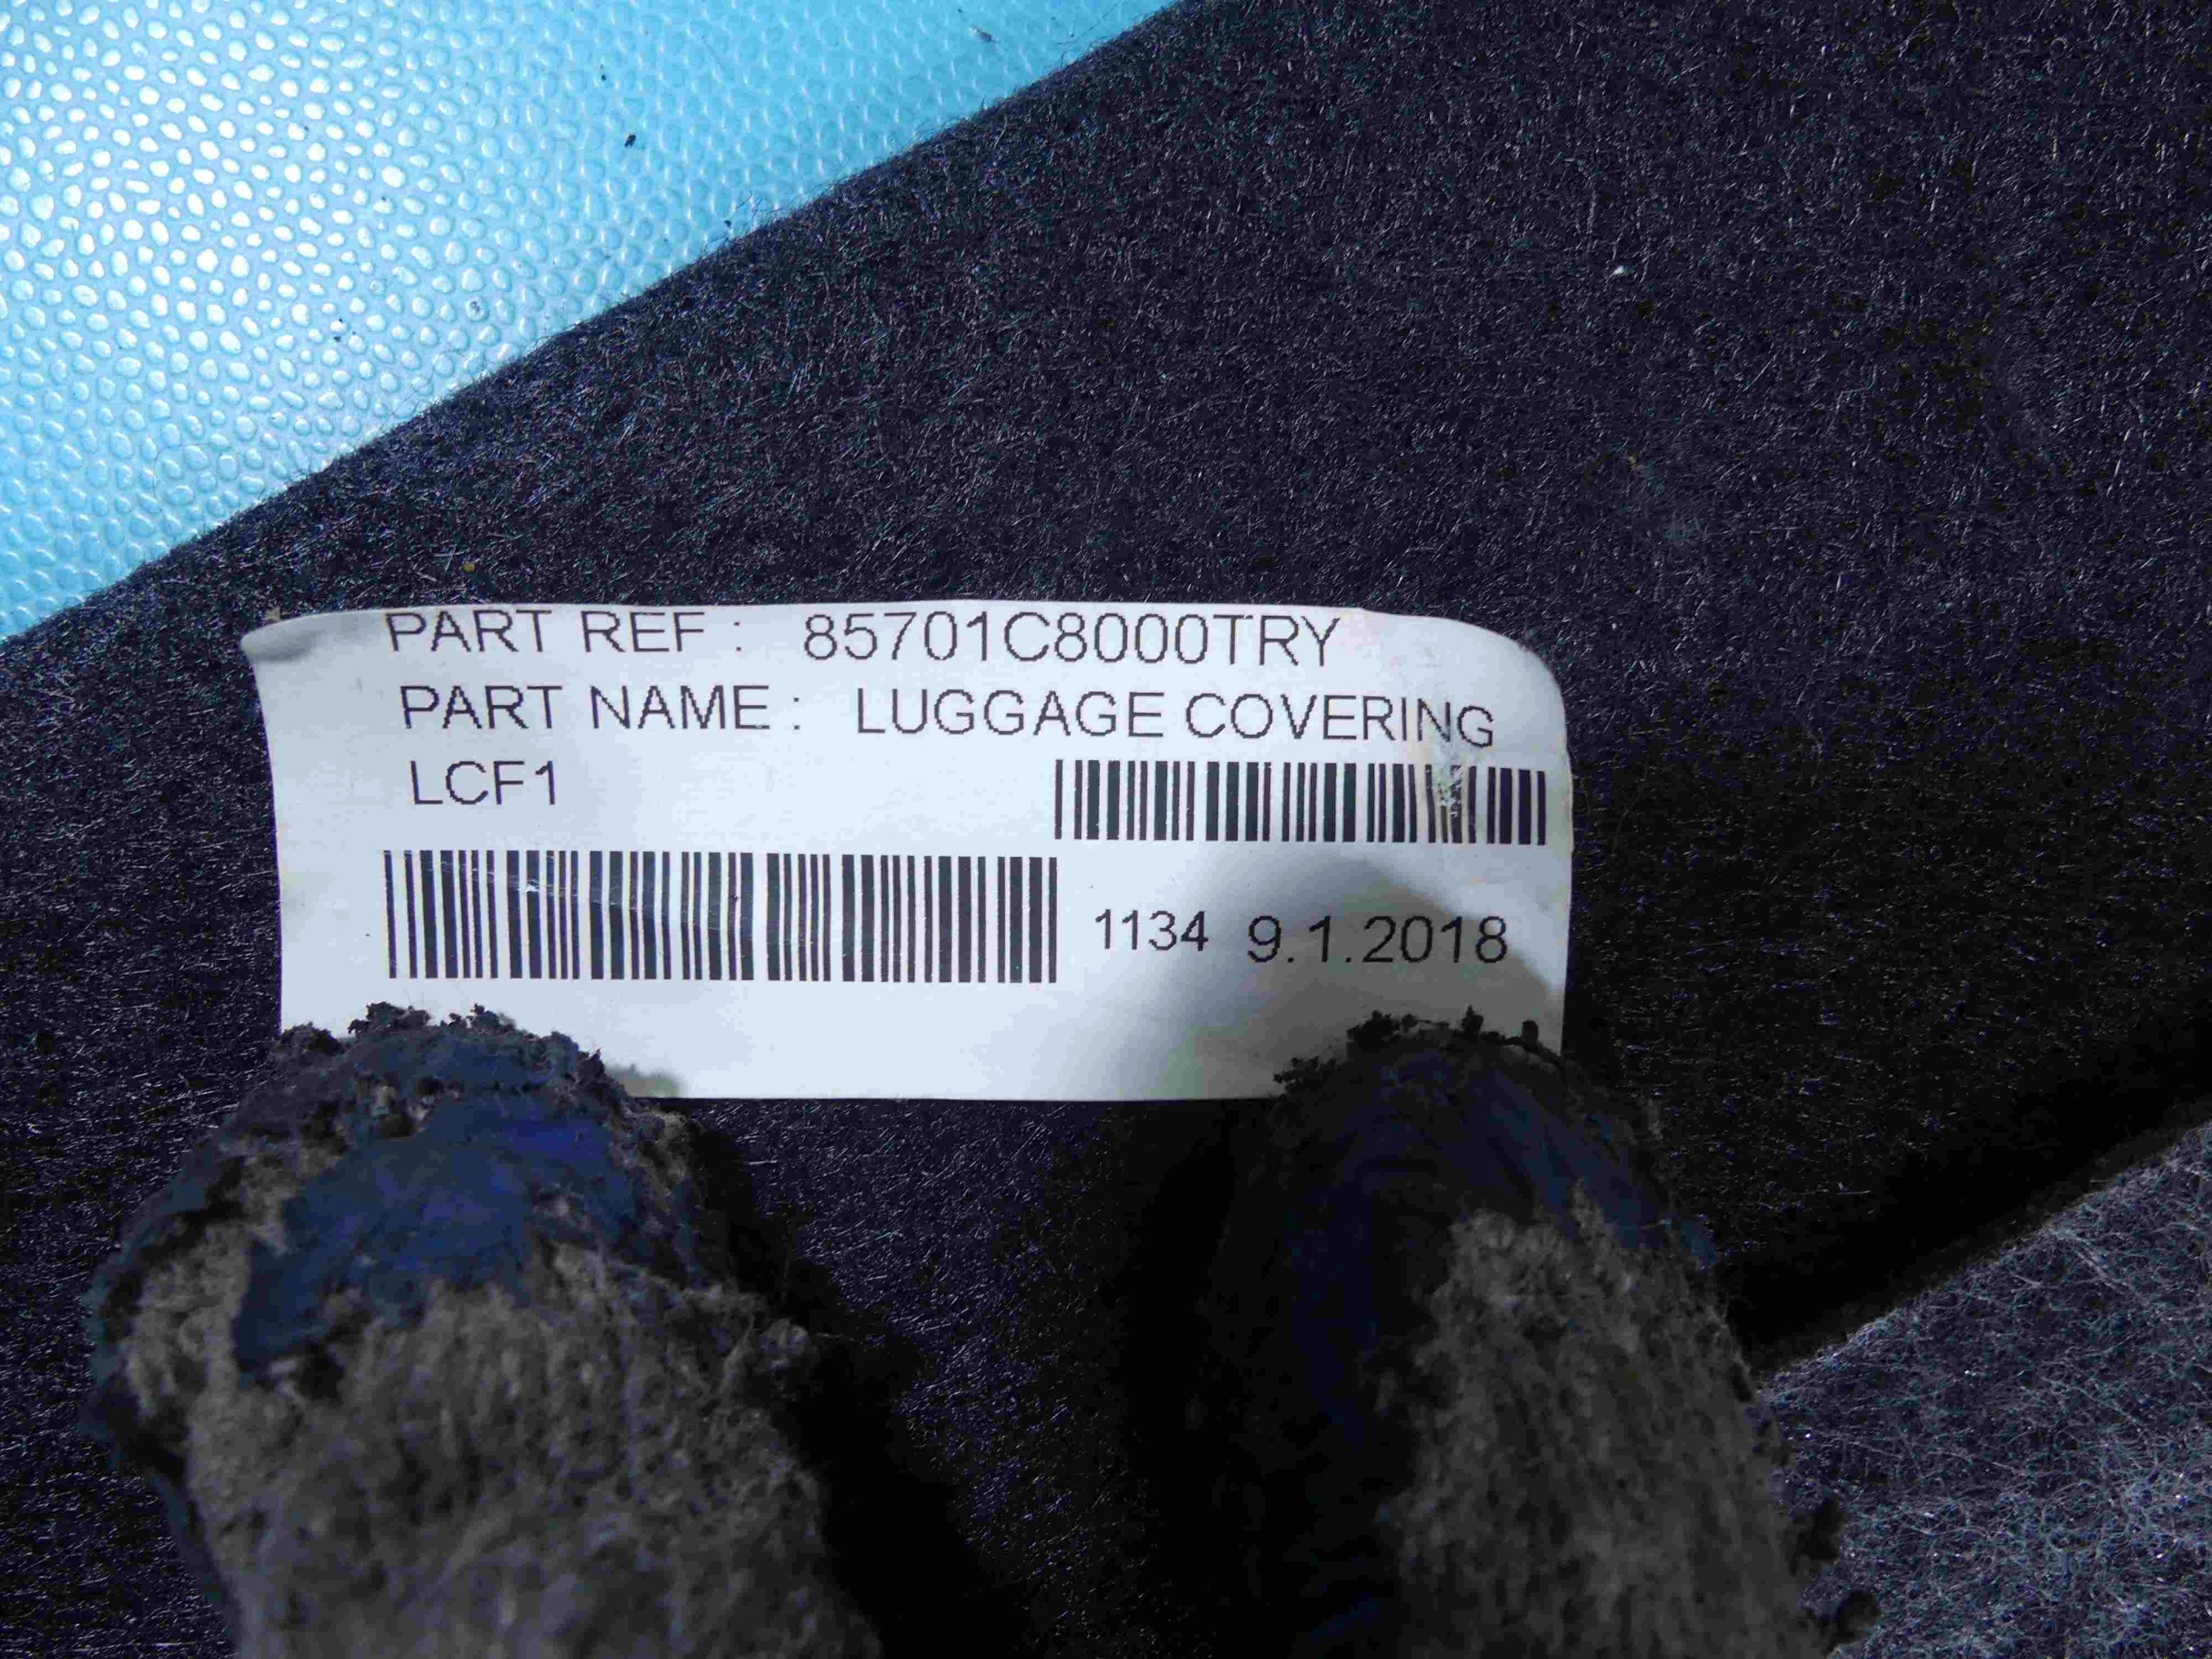 PART REF : 85701C8000TRY
PART NAME : LUGGAGE COVERING
LCF1
1134 9.1.2018